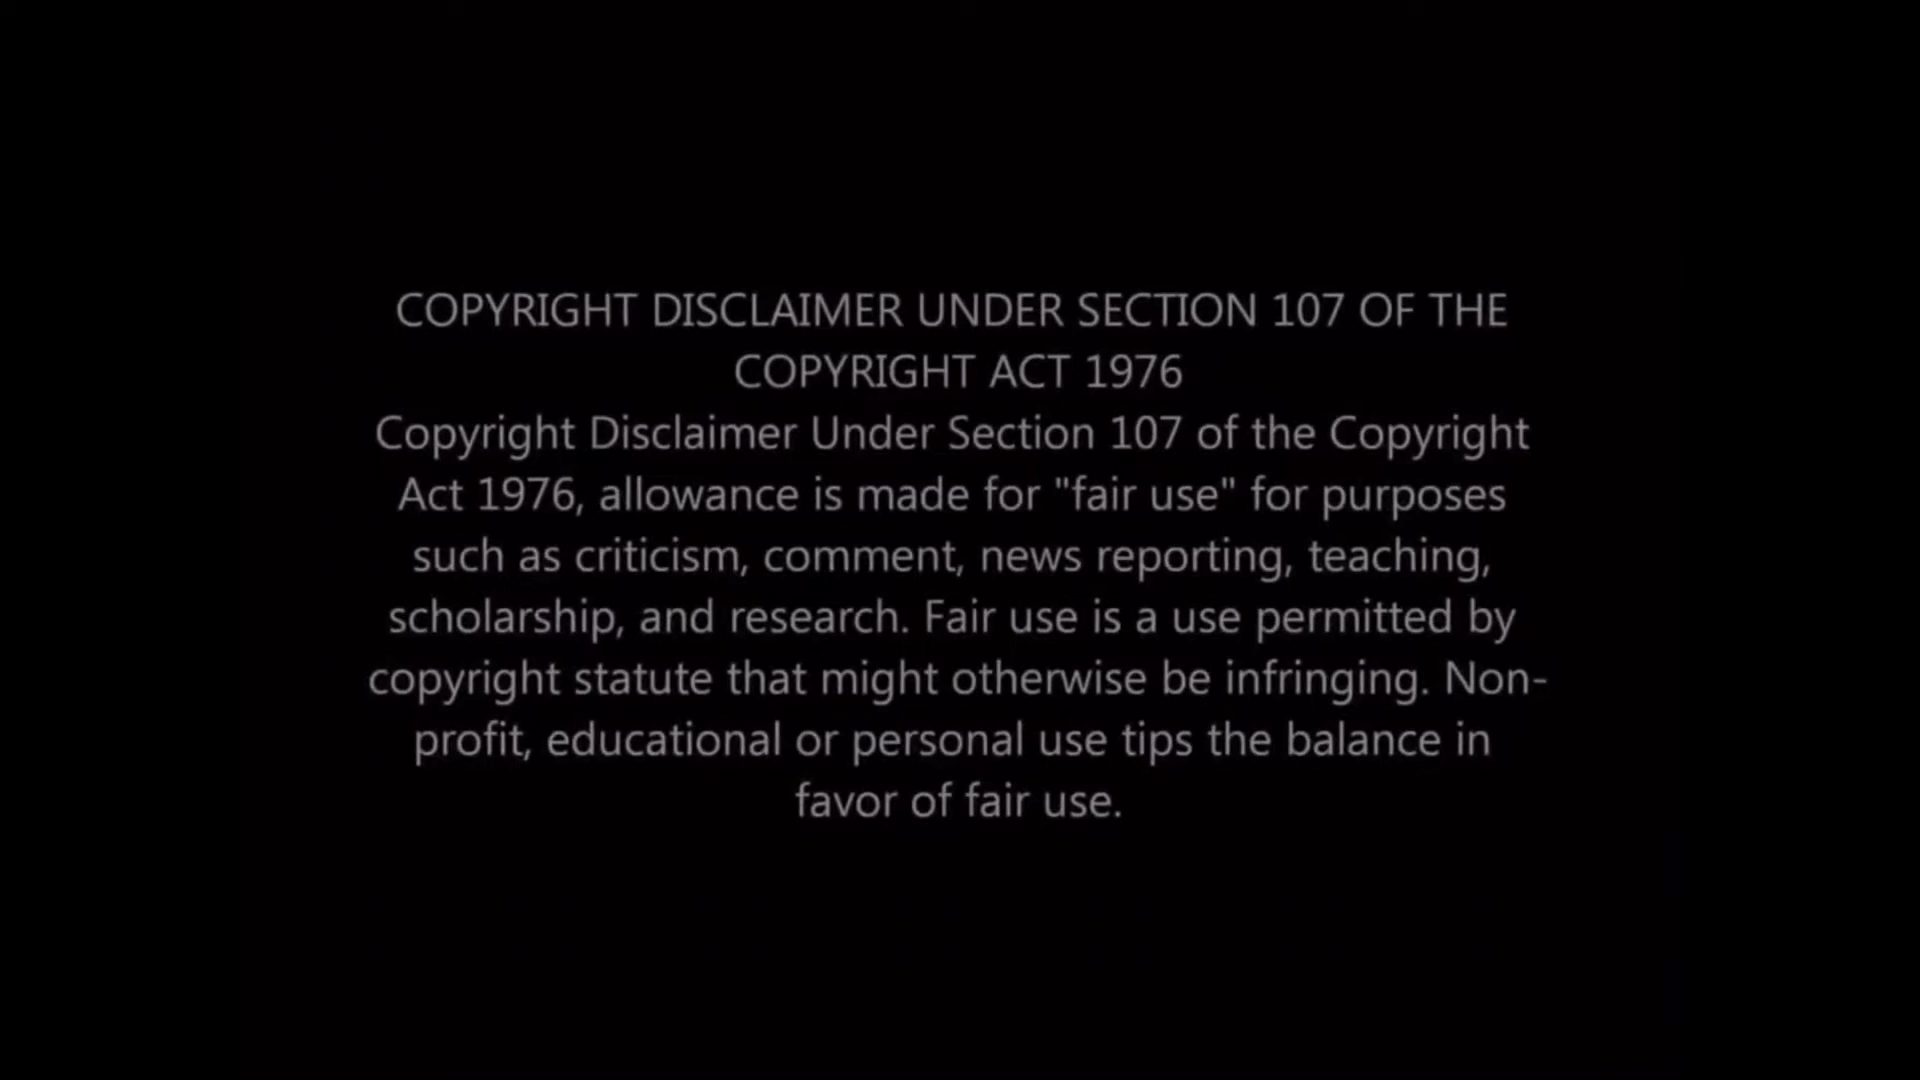 COPYRIGHT DISCLAIMER UNDER SECTION 107 OF THE
COPYRIGHT ACT 1976
Copyright Disclaimer Under Section 107 of the Copyright
Act 1976, allowance is made for "fair use" for purposes
such as criticism, comment, news reporting, teaching,
scholarship, and research. Fair use is a use permitted by
copyright statute that might otherwise be infringing. Non-
profit, educational or personal use tips the balance in
favor of fair use.